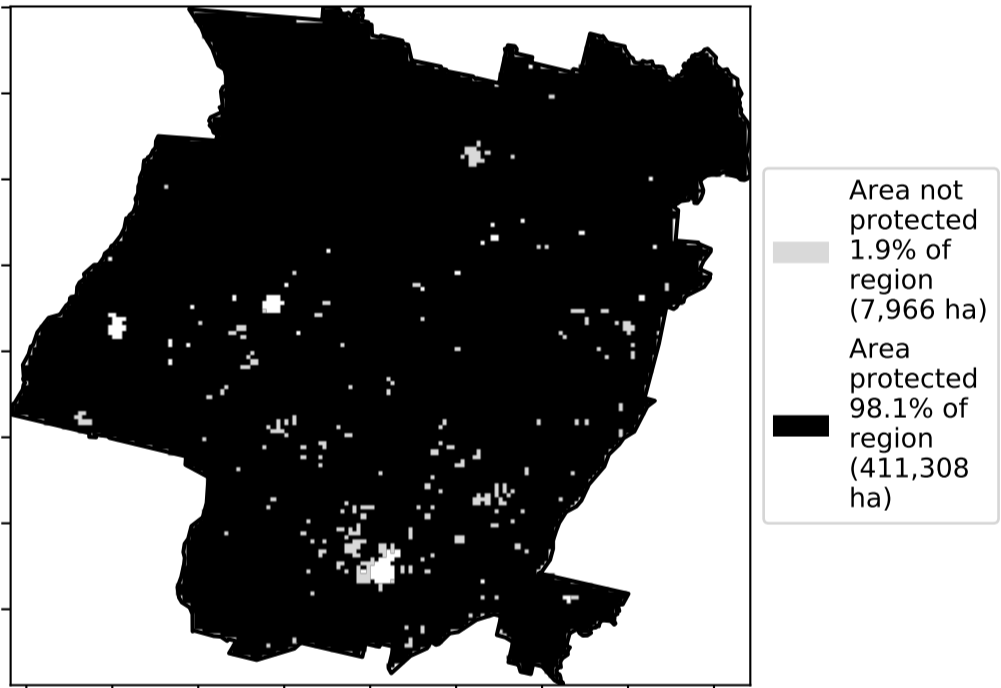 Area not
protected
1.9% of
region
(7,966 ha)
Area
protected
98.1% of
region
(411,308
ha)